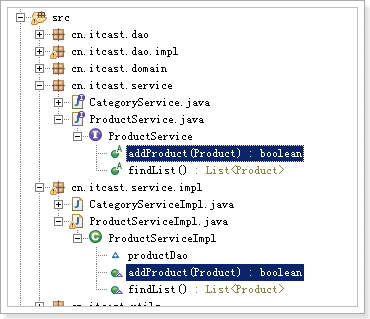 src
cn.itcast.dao
cn.itcast.dao.impl
cn.itcast.domain
cn.itcast.service
CategoryService.java
ProductService.java
ProductService
addProduct(Product) : boolean
findList() : List<Product>
cn.itcast.service.impl
CategoryServiceImpl.java
ProductServiceImpl.java
ProductServiceImpl
productDao
addProduct(Product) : boolean
findList() : List<Product>
cn.itcast.utils